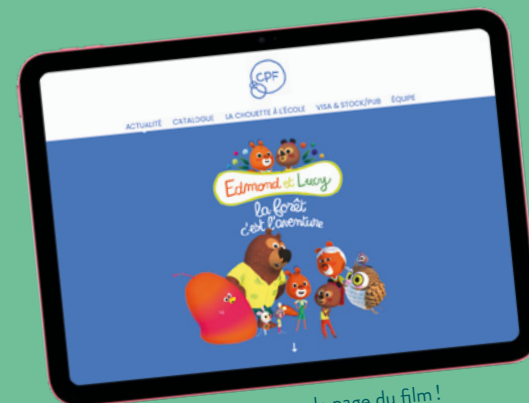 CPF
ACTUALITÉ CATALOGUE LA CHOUETTE À L'ÉCOLE VISA & STOCK/PUB ÉQUIPE
Edmond et Lucy
la forêt
c'est l'aventure
page du film !